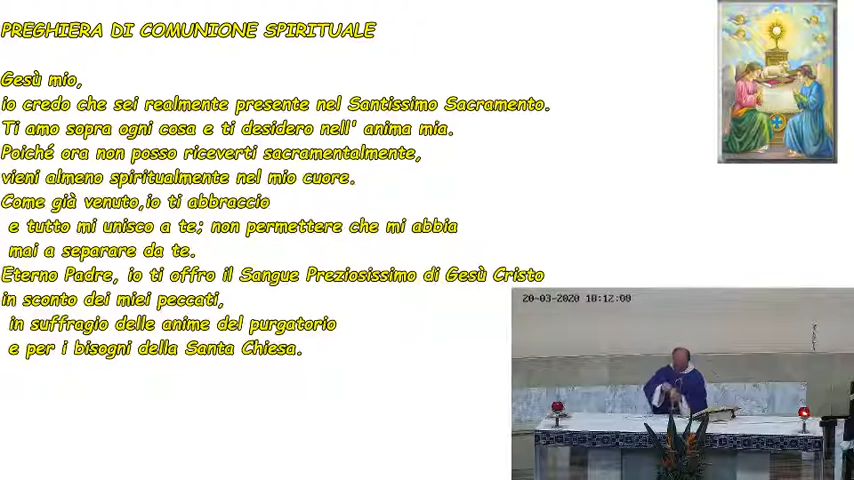 PREGHIERA DI COMUNIONE SPIRITUALE
Gesù mio,
io credo che sei realmente presente nel Santissimo Sacramento.
Ti amo sopra ogni cosa e ti desidero nell' anima mia.
Poiché ora non posso riceverti sacramentalmente,
vieni almeno spiritualmente nel mio cuore.
Come già venuto,io ti abbraccio
e tutto mi unisco a te; non permettere che mi abbia
mai a separare da te.
Eterno Padre, io ti offro il Sangue Preziosissimo di Gesù Cristo
in sconto dei miei peccati,
in suffragio delle anime del purgatorio
e per i bisogni della Santa Chiesa.
20-03-2020 18:12:00